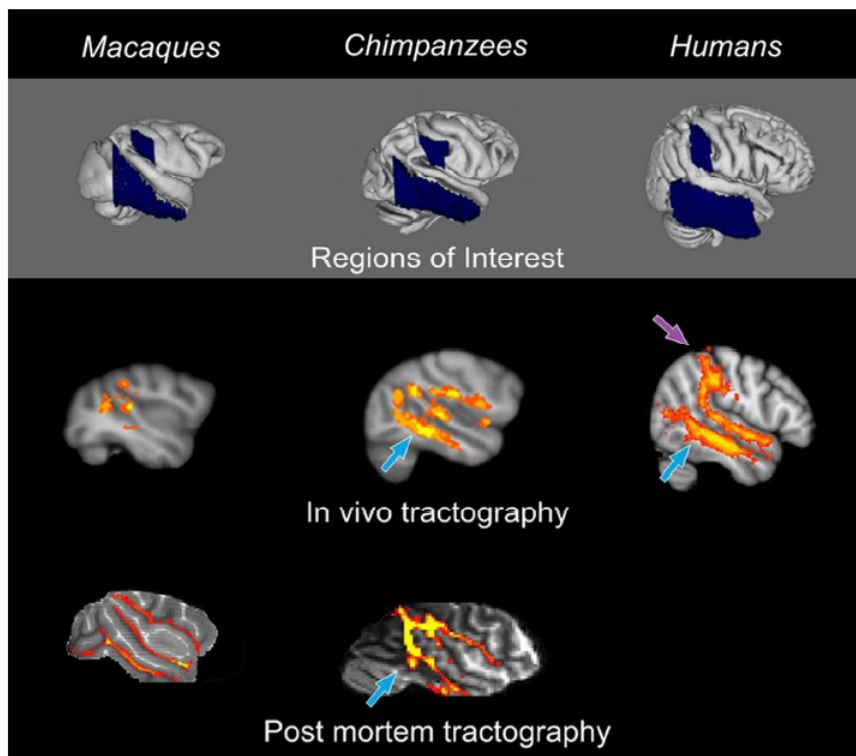 Macaques Chimpanzees Humans
Regions of Interest
In vivo tractography
Post mortem tractography